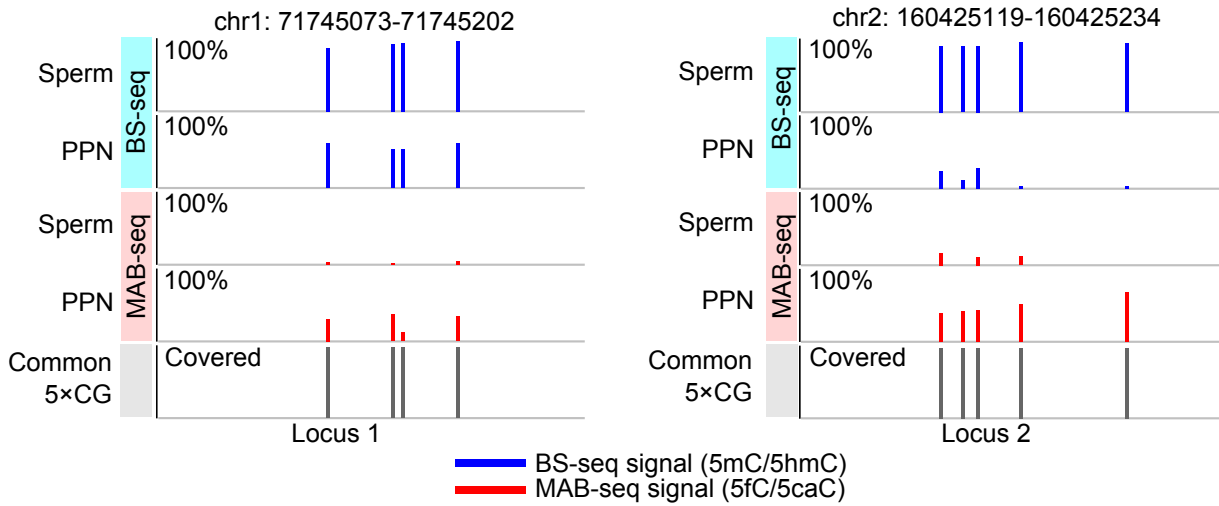 chr1: 71745073-71745202
Sperm
BS-seq
100%
PPN
100%
Sperm
MAB-seq
100%
PPN
100%
Common
5×CG
Covered
Locus 1
chr2: 160425119-160425234
Sperm
BS-seq
100%
PPN
100%
Sperm
MAB-seq
100%
PPN
100%
Common
5×CG
Covered
Locus 2
BS-seq signal (5mC/5hmC)
MAB-seq signal (5fC/5caC)